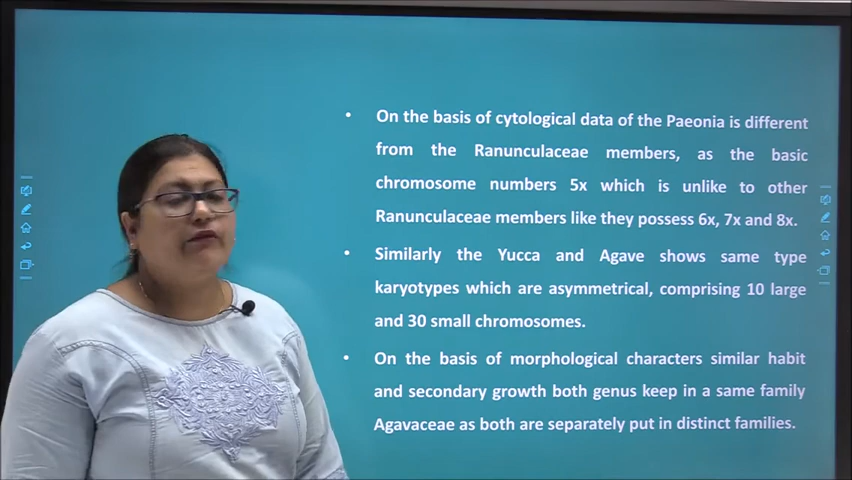 • On the basis of cytological data of the Paeonia is different
from the Ranunculaceae members, as the basic
chromosome numbers 5x which is unlike to other
Ranunculaceae members like they possess 6x, 7x and 8x.
• Similarly the Yucca and Agave shows same type
karyotypes which are asymmetrical, comprising 10 large
and 30 small chromosomes.
• On the basis of morphological characters similar habit
and secondary growth both genus keep in a same family
Agavaceae as both are separately put in distinct families.